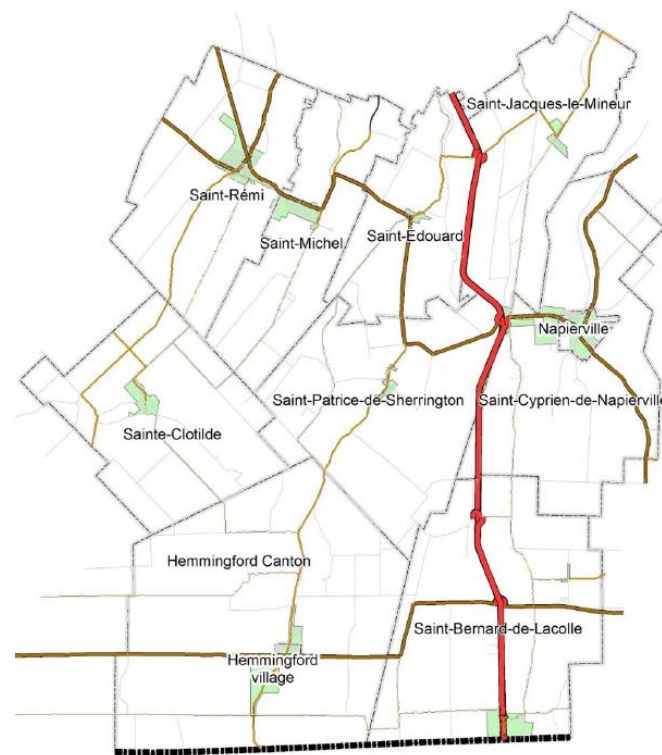 Saint-Jacques-le-Mineur
Saint-Rémi
Saint-Michel
Saint-Edouard
Napierville
Saint-Patrice-de-Sherrington
Saint-Cyprien-de-Napierville
Sainte-Clotilde
Hemmingford Canton
Saint-Bernard-de-Lacolle
Hemmingford
village